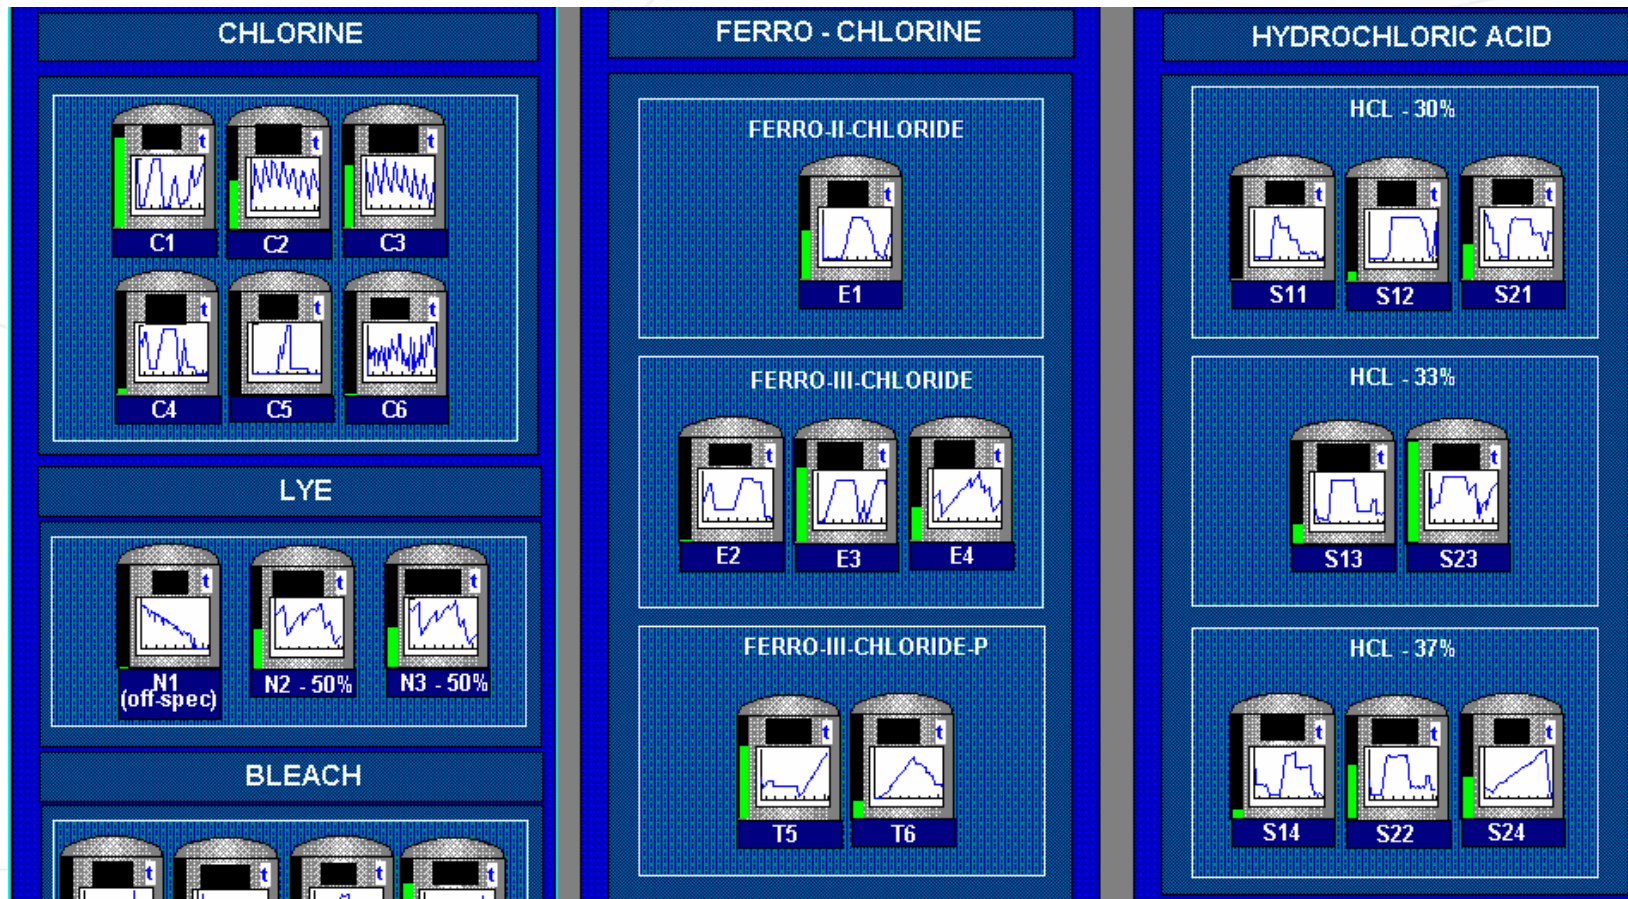 CHLORINE
t t t
C1 C2 C3
t t t
C4 C5 C6
LYE
t t t
N1 N2 - 50% N3 - 50%
(off-spec)
BLEACH
t t t t
FERRO - CHLORINE
FERRO-II-CHLORIDE
t
E1
FERRO-III-CHLORIDE
t t t
E2 E3 E4
FERRO-III-CHLORIDE-P
t t
T5 T6
HYDROCHLORIC ACID
HCL - 30%
t t t
S11 S12 S21
HCL - 33%
t t
S13 S23
HCL - 37%
t t t
S14 S22 S24